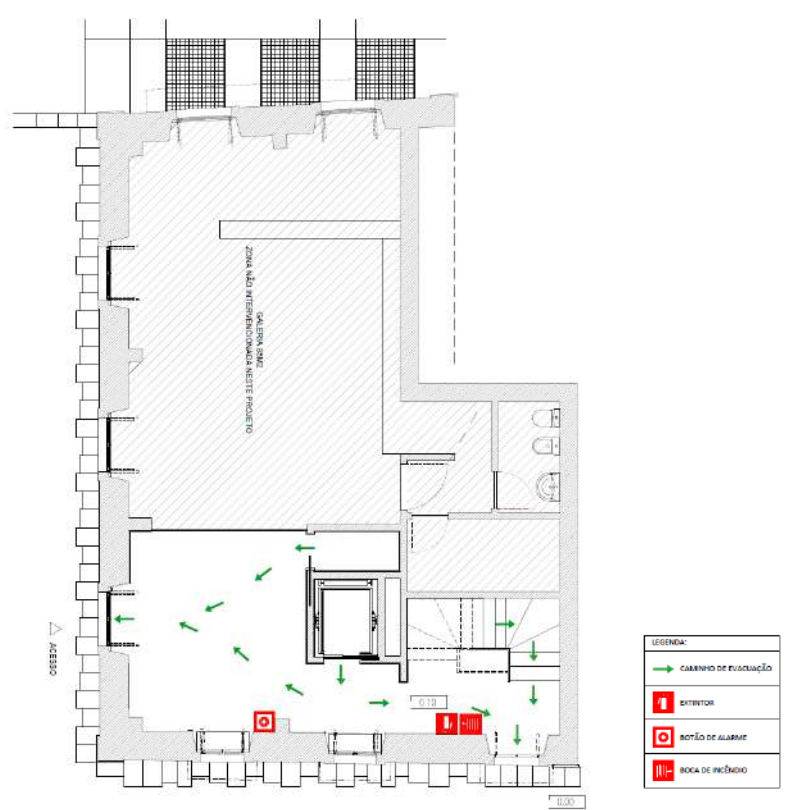 GALERIA 85M2
ZONA NÃO INTERVENCIONADA NESTE PROJETO
ACESSO
0.10
0.00
LEGENDA:
CAMINHO DE EVACUAÇÃO
EXTINTOR
BOTÃO DE ALARME
BOCA DE INCÊNDIO